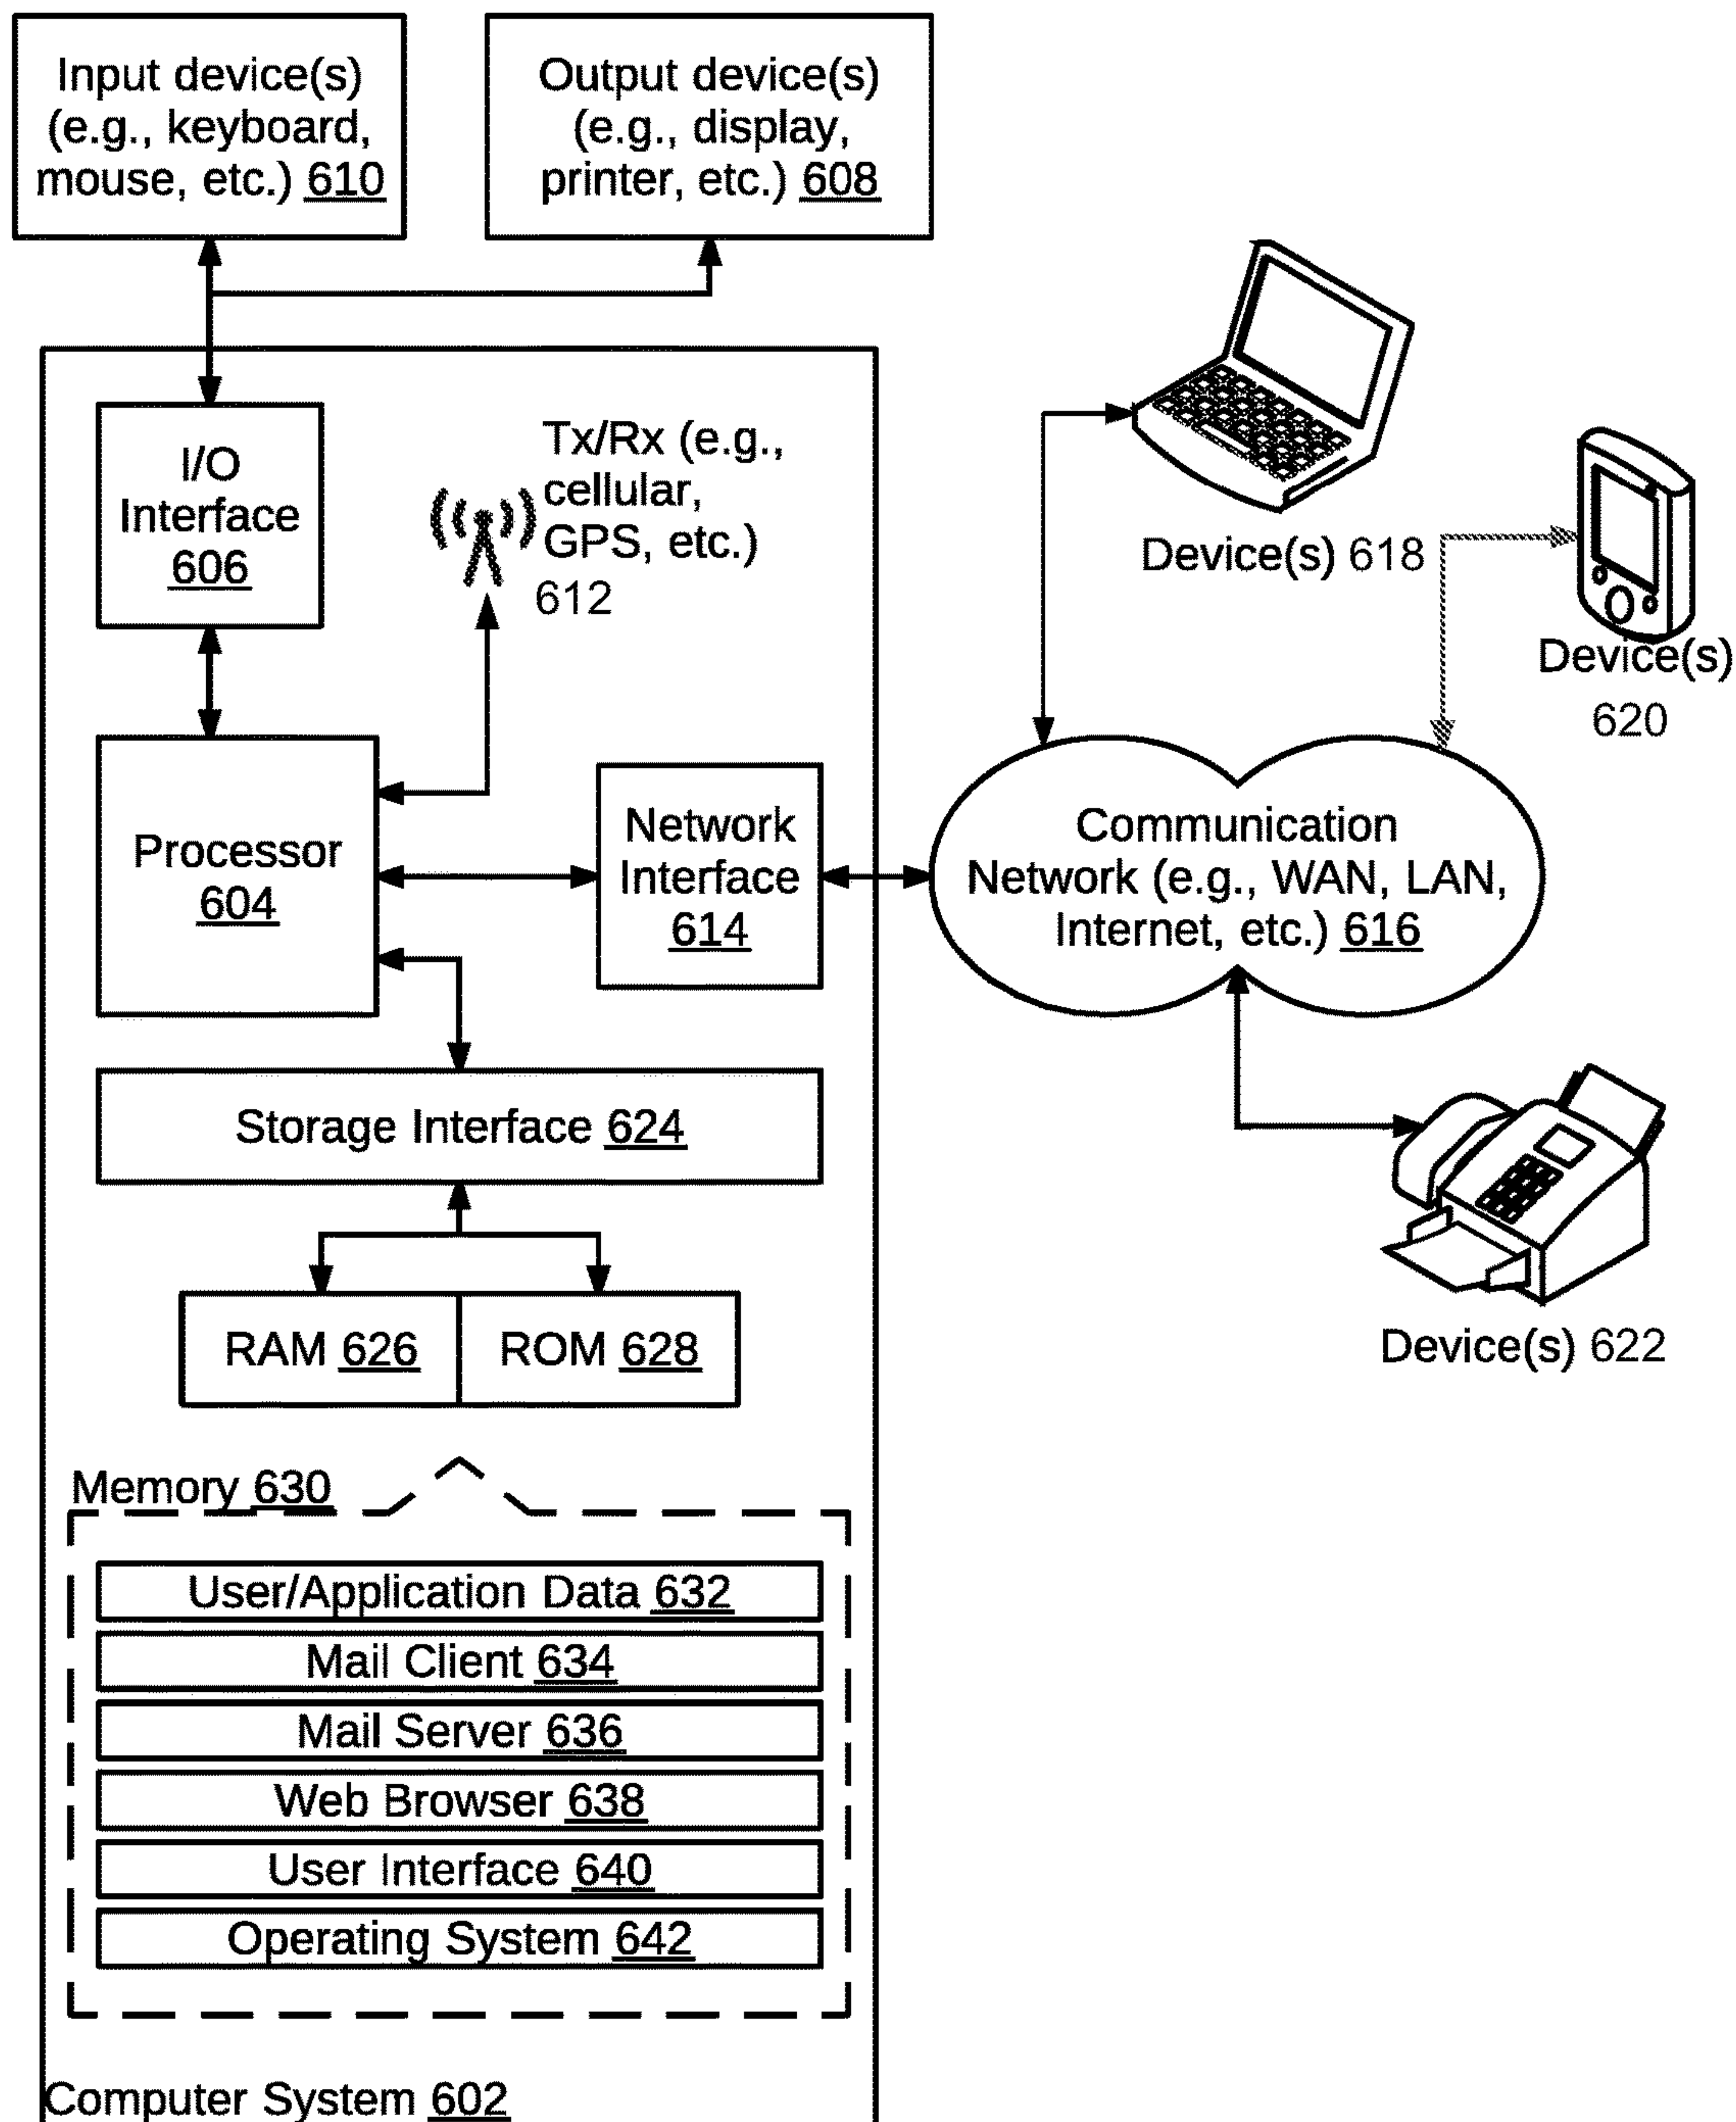 Input device(s)
(e.g., keyboard,
mouse, etc.) 610
Output device(s)
(e.g., display,
printer, etc.) 608
I/O
Interface
606
Tx/Rx (e.g.,
cellular,
GPS, etc.)
612
Device(s) 618
Device(s)
620
Processor
604
Network
Interface
614
Communication
Network (e.g., WAN, LAN,
Internet, etc.) 616
Storage Interface 624
RAM 626
ROM 628
Device(s) 622
Memory 630
User/Application Data 632
Mail Client 634
Mail Server 636
Web Browser 638
User Interface 640
Operating System 642
Computer System 602